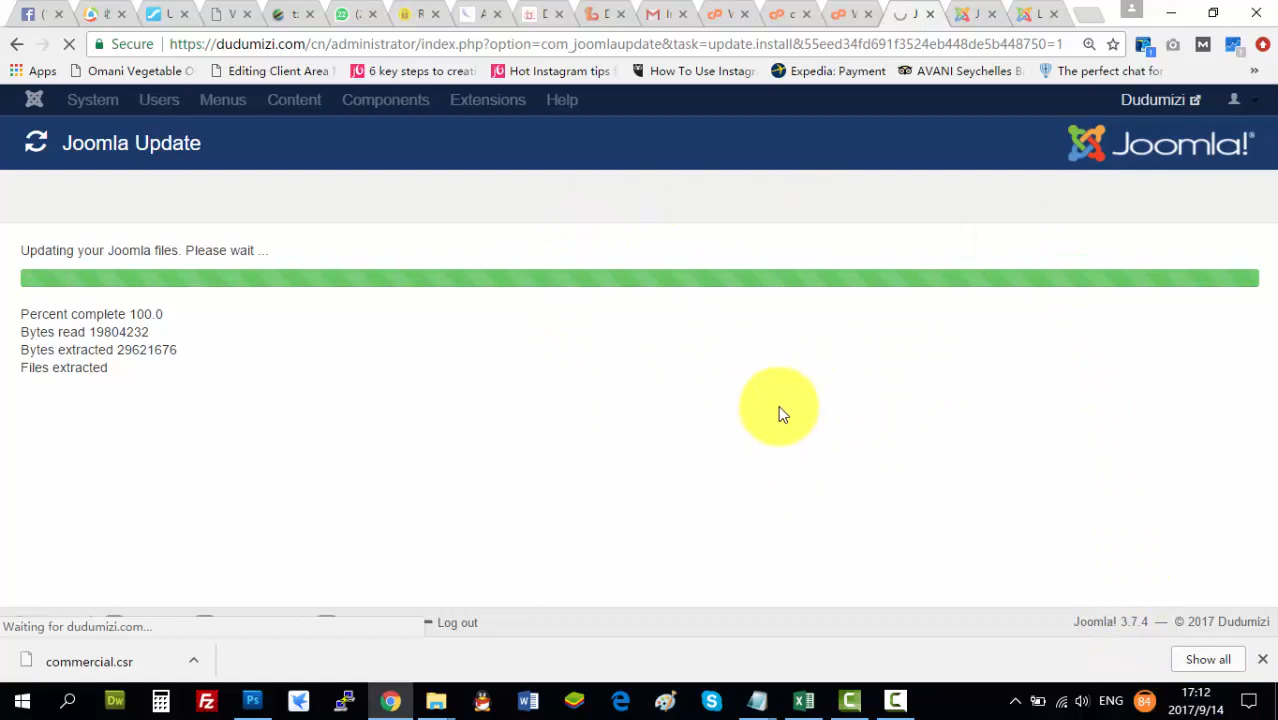 Secure https://dudumizi.com/cn/administrator/index.php?option=com_joomlaupdate&task=update.install&55eed34fd691f3524eb448de5b448750=1
Apps Omani Vegetable O Editing Client Area 6 key steps to creati Hot Instagram tips How To Use Instagr Expedia: Payment AVANI Seychelles B The perfect chat for »
System Users Menus Content Components Extensions Help Dudumizi
Joomla Update Joomla!®
Updating your Joomla files. Please wait ...
Percent complete 100.0
Bytes read 19804232
Bytes extracted 29621676
Files extracted
Log out Joomla! 3.7.4 — © 2017 Dudumizi
Waiting for dudumizi.com...
commercial.csr Show all
ENG 84 17:12
2017/9/14